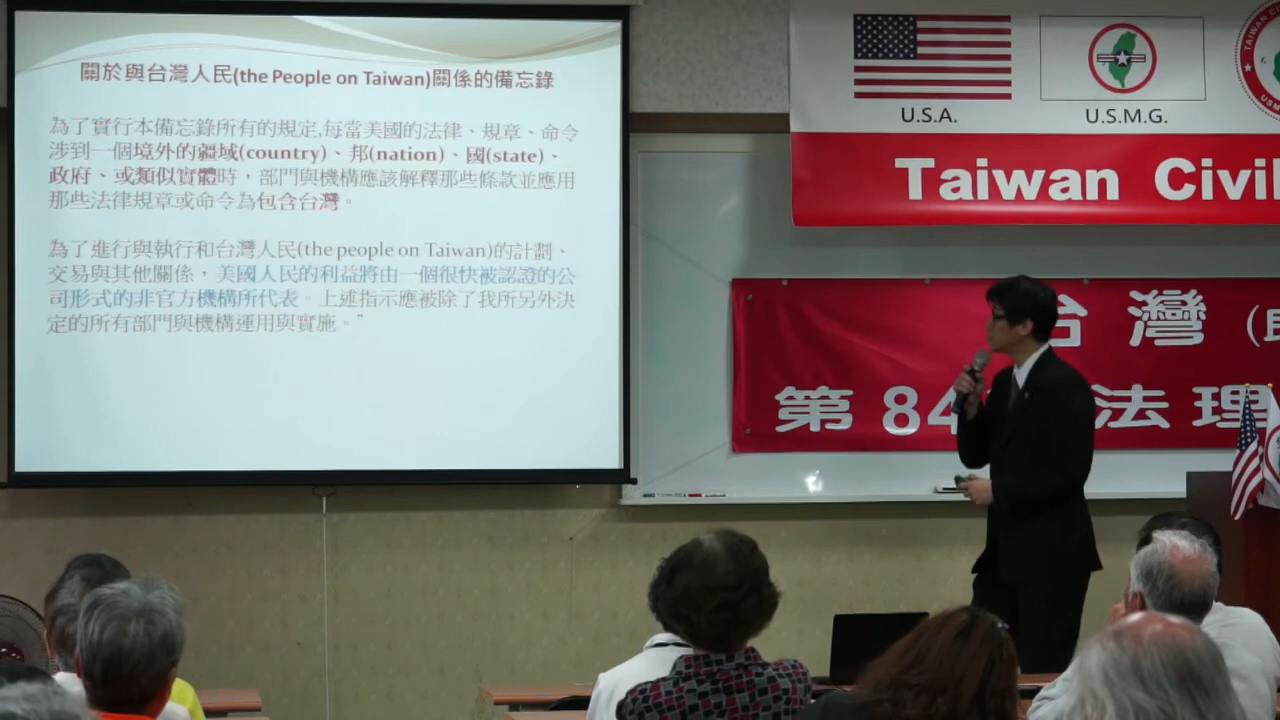 關於與台灣人民(the People on Taiwan)關係的備忘錄
為了實行本備忘錄所有的規定,每當美國的法律、規章、命令
涉到一個境外的疆域(country)、邦(nation)、國(state)、
政府、或類似實體時，部門與機構應該解釋那些條款並應用
那些法律規章或命令為包含台灣。
為了進行與執行和台灣人民(the people on Taiwan)的計劃、
交易與其他關係，美國人民的利益將由一個很快被認證的公
司形式的非官方機構所代表。上述指示應被除了我所另外決
定的所有部門與機構運用與實施。”
U.S.A.
U.S.M.G.
Taiwan Civil
台灣
第 84
法理